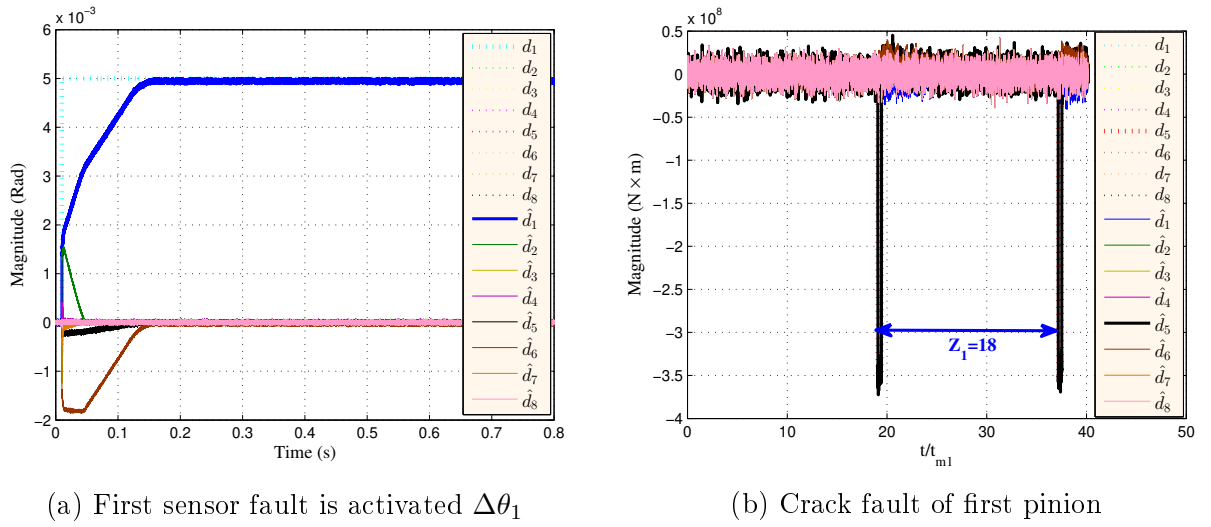 x 10⁻³
6
5
4
3
2
1
0
−1
−2
0 0.1 0.2 0.3 0.4 0.5 0.6 0.7 0.8
Magnitude (Rad)
Time (s)
d₁
d₂
d₃
d₄
d₅
d₆
d₇
d₈
d̂₁
d̂₂
d̂₃
d̂₄
d̂₅
d̂₆
d̂₇
d̂₈
(a) First sensor fault is activated Δθ₁
x 10⁸
0.5
0
−0.5
−1
−1.5
−2
−2.5
−3
−3.5
−4
0 10 20 30 40 50
Magnitude (N × m)
t/tₘ₁
Z₁=18
d₁
d₂
d₃
d₄
d₅
d₆
d₇
d₈
d̂₁
d̂₂
d̂₃
d̂₄
d̂₅
d̂₆
d̂₇
d̂₈
(b) Crack fault of first pinion